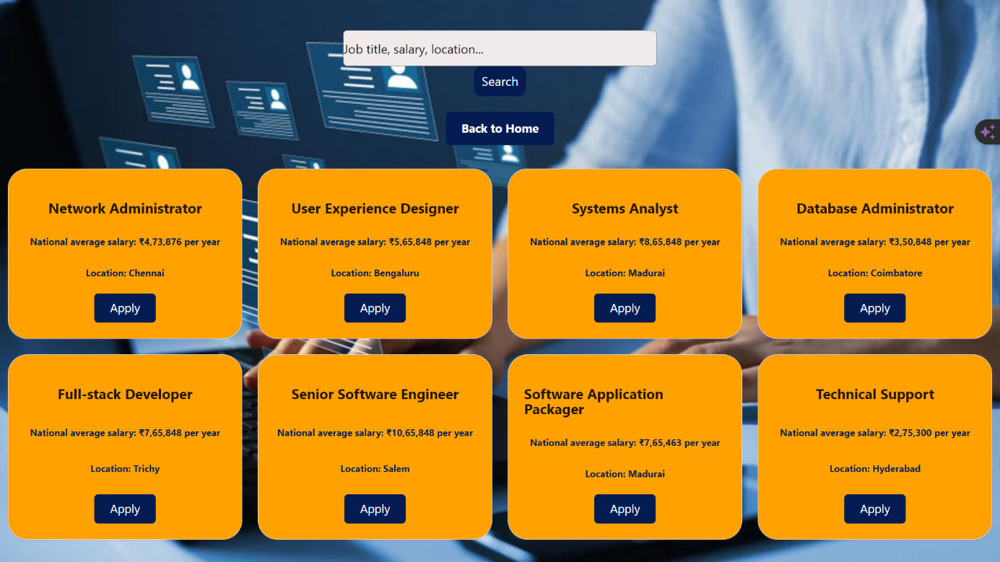 Job title, salary, location...
Search
Back to Home
Network Administrator
National average salary: ₹4,73,876 per year
Location: Chennai
Apply
User Experience Designer
National average salary: ₹5,65,848 per year
Location: Bengaluru
Apply
Systems Analyst
National average salary: ₹8,65,848 per year
Location: Madurai
Apply
Database Administrator
National average salary: ₹3,50,848 per year
Location: Coimbatore
Apply
Full-stack Developer
National average salary: ₹7,65,848 per year
Location: Trichy
Apply
Senior Software Engineer
National average salary: ₹10,65,848 per year
Location: Salem
Apply
Software Application
Packager
National average salary: ₹7,65,463 per year
Location: Madurai
Apply
Technical Support
National average salary: ₹2,75,300 per year
Location: Hyderabad
Apply